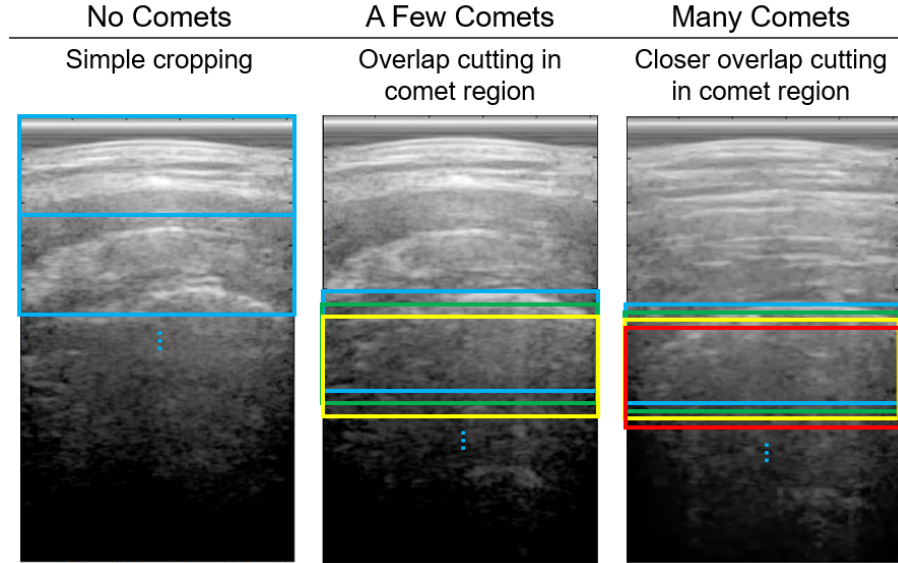 No Comets
A Few Comets
Many Comets
Simple cropping
Overlap cutting in
comet region
Closer overlap cutting
in comet region